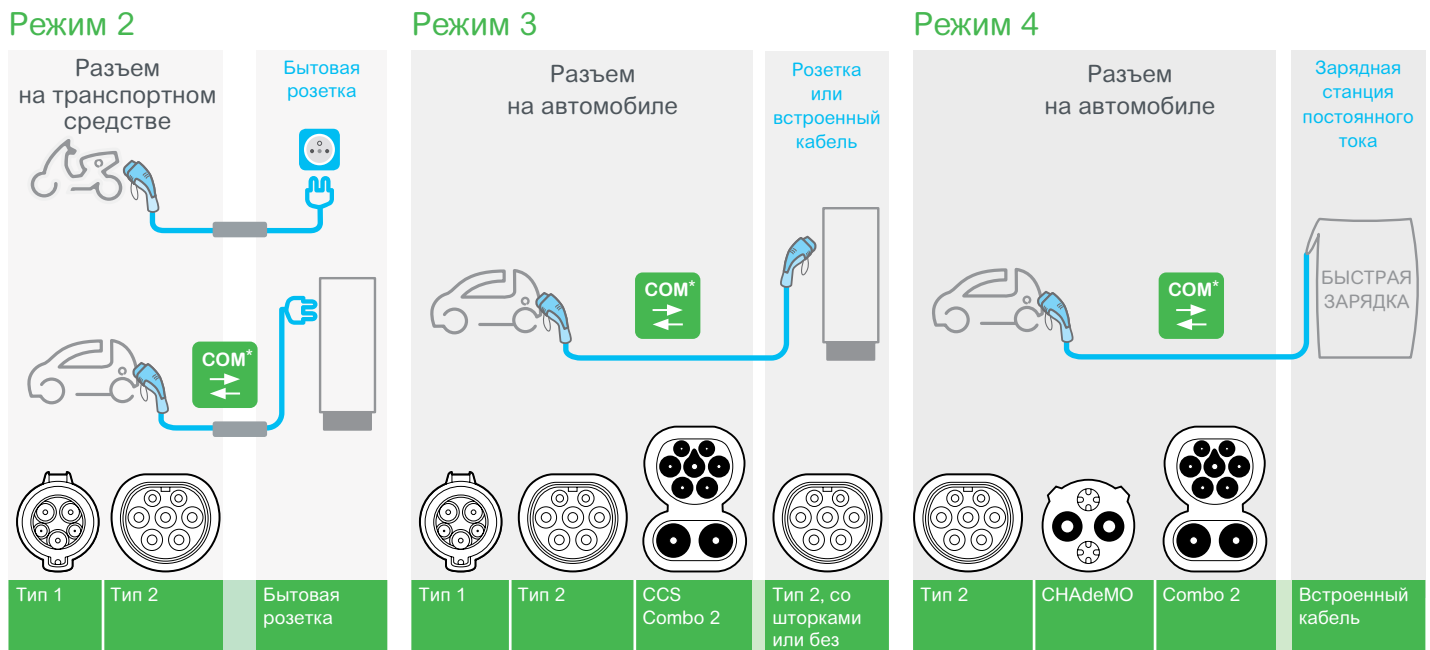 Режим 2
Разъем
на транспортном
средстве
Бытовая
розетка
COM*
Тип 1
Тип 2
Бытовая
розетка
Режим 3
Разъем
на автомобиле
Розетка
или
встроенный
кабель
COM*
Тип 1
Тип 2
CCS
Combo 2
Тип 2, со
шторками
или без
Режим 4
Разъем
на автомобиле
Зарядная
станция
постоянного
тока
COM*
БЫСТРАЯ
ЗАРЯДКА
Тип 2
CHAdeMO
Combo 2
Встроенный
кабель